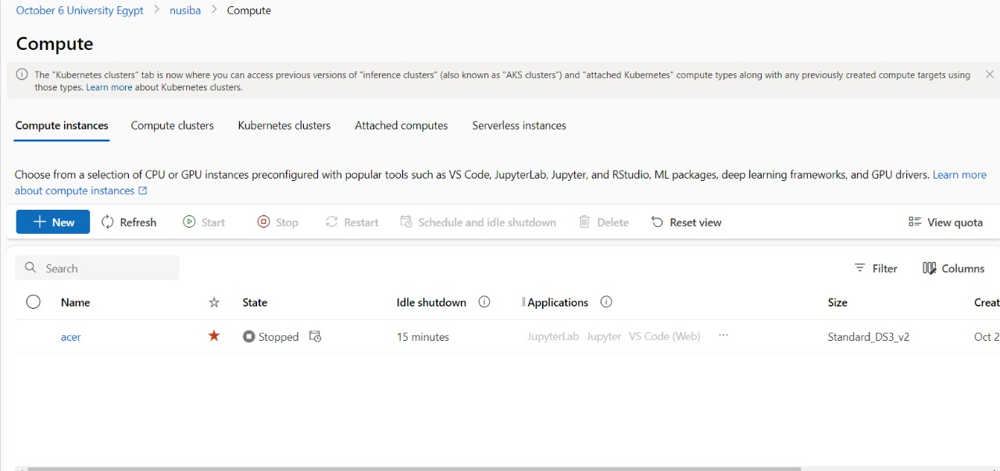 October 6 University Egypt > nusiba > Compute
Compute
The "Kubernetes clusters" tab is now where you can access previous versions of "inference clusters" (also known as "AKS clusters") and "attached Kubernetes" compute types along with any previously created compute targets using
those types. Learn more about Kubernetes clusters.
Compute instances Compute clusters Kubernetes clusters Attached computes Serverless instances
Choose from a selection of CPU or GPU instances preconfigured with popular tools such as VS Code, JupyterLab, Jupyter, and RStudio, ML packages, deep learning frameworks, and GPU drivers. Learn more
about compute instances
New Refresh Start Stop Restart Schedule and idle shutdown Delete Reset view View quota
Search Filter Columns
Name State Idle shutdown Applications Size Creat
acer Stopped 15 minutes JupyterLab Jupyter VS Code (Web) ... Standard_DS3_v2 Oct 2